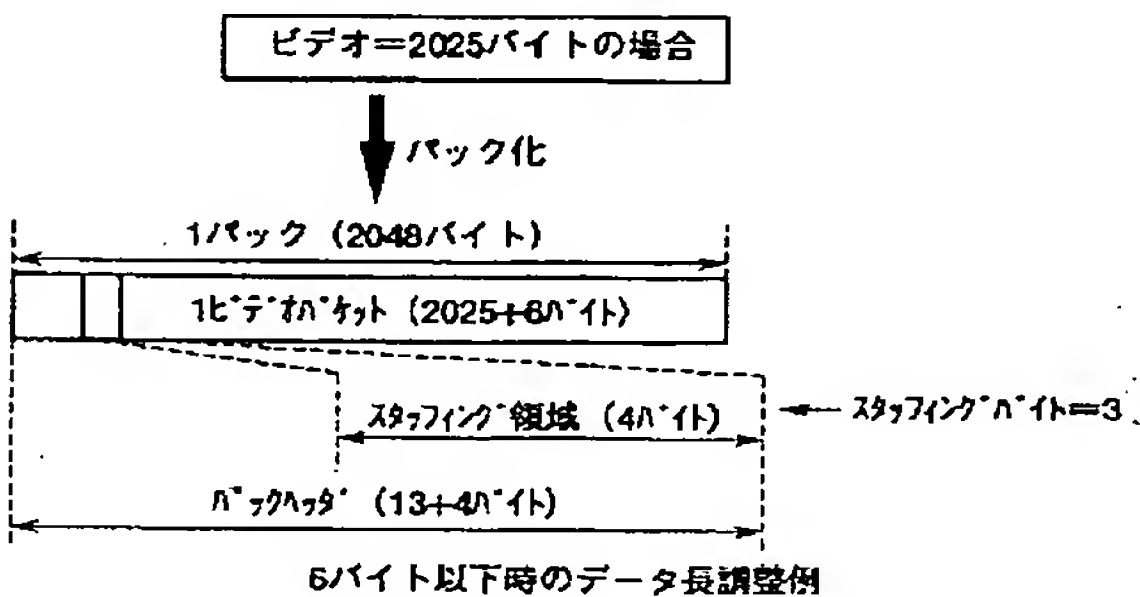 ビデオ=2025バイトの場合
パック化
1パック (2048バイト)
1ビデオパケット (2025+6バイト)
スタッフィング領域 (4バイト)
スタッフィングバイト=3
パックヘッダ (13+4バイト)
6バイト以下時のデータ長調整例